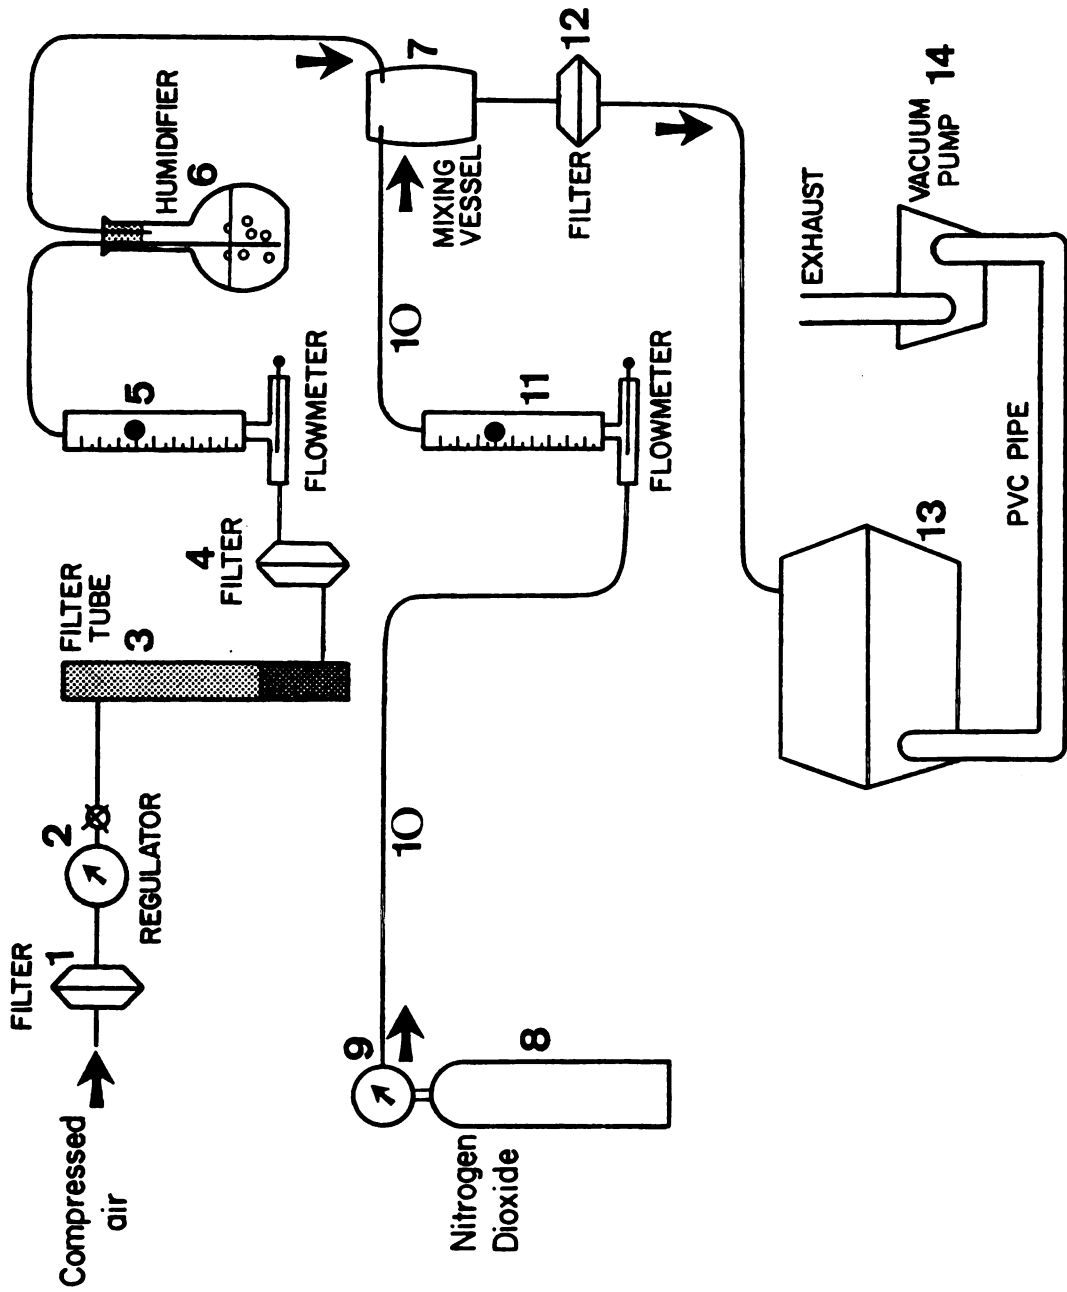 Compressed
air
FILTER
1
2
REGULATOR
FILTER
TUBE
3
4
FILTER
5
FLOWMETER
HUMIDIFIER
6
7
MIXING
VESSEL
Nitrogen
Dioxide
8
9
10
10
11
FLOWMETER
12
FILTER
13
PVC PIPE
EXHAUST
VACUUM
PUMP 14